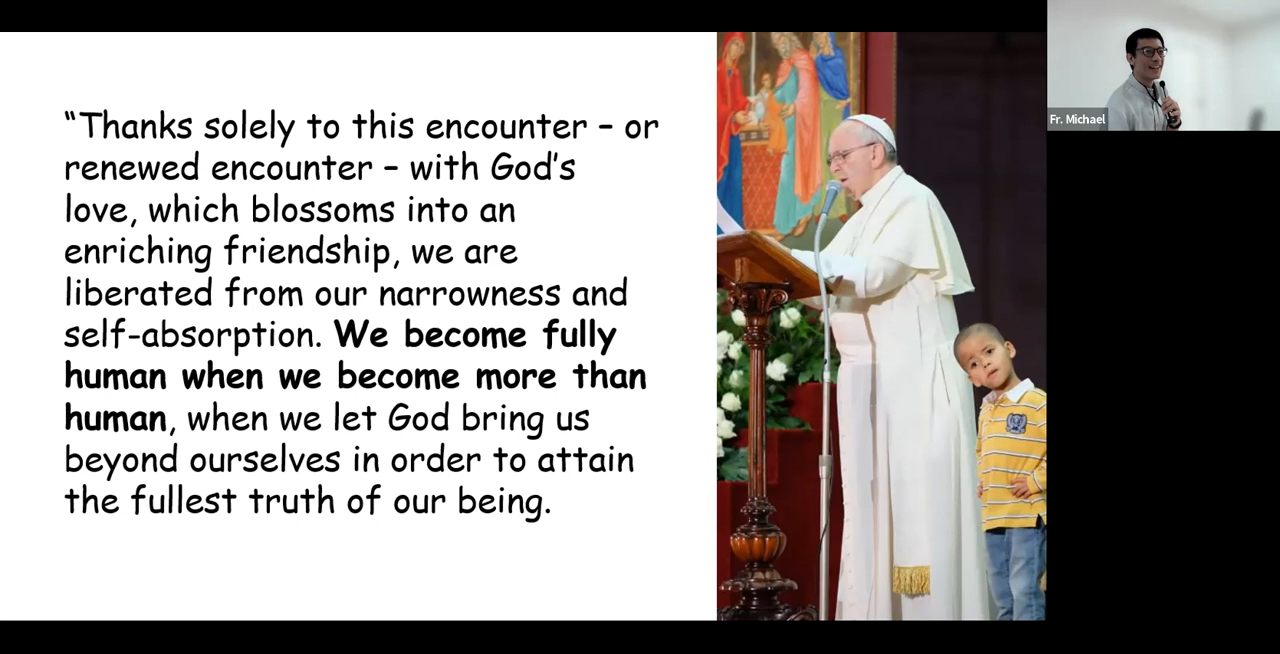 “Thanks solely to this encounter – or
renewed encounter – with God’s
love, which blossoms into an
enriching friendship, we are
liberated from our narrowness and
self-absorption. We become fully
human when we become more than
human, when we let God bring us
beyond ourselves in order to attain
the fullest truth of our being.
Fr. Michael